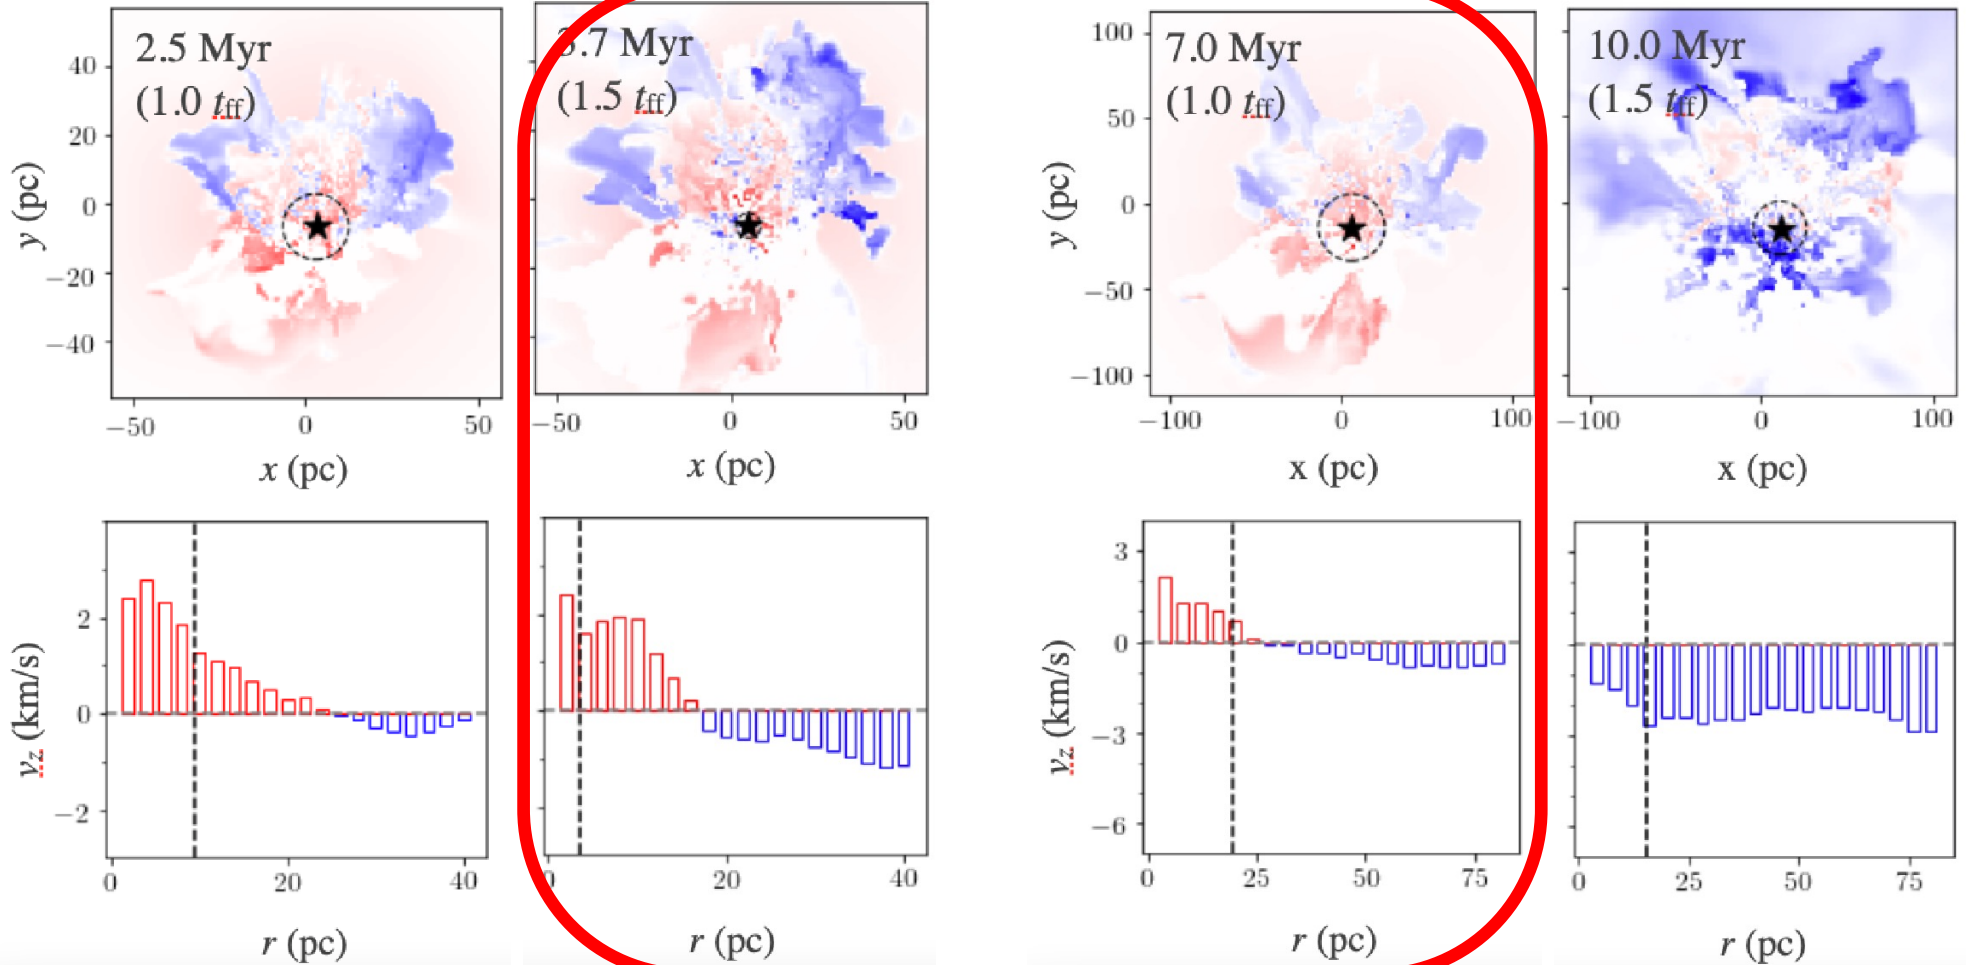 2.5 Myr
(1.0 tff)
40
20
0
−20
−40
y (pc)
−50
0
50
x (pc)
3.7 Myr
(1.5 tff)
−50
0
50
x (pc)
100
50
0
−50
−100
y (pc)
7.0 Myr
(1.0 tff)
−100
0
100
x (pc)
10.0 Myr
(1.5 tff)
−100
0
100
x (pc)
2
0
−2
vz (km/s)
0
20
40
r (pc)
0
20
40
r (pc)
3
0
−3
−6
vz (km/s)
0
25
50
75
r (pc)
0
25
50
75
r (pc)